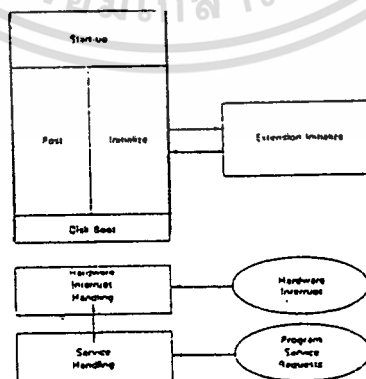 Start-up
Post
Initialize
Extension Initialize
Disk Boot
Hardware
Interrupt
Handling
Hardware
Interrupt
Service
Handling
Program
Service
Requests